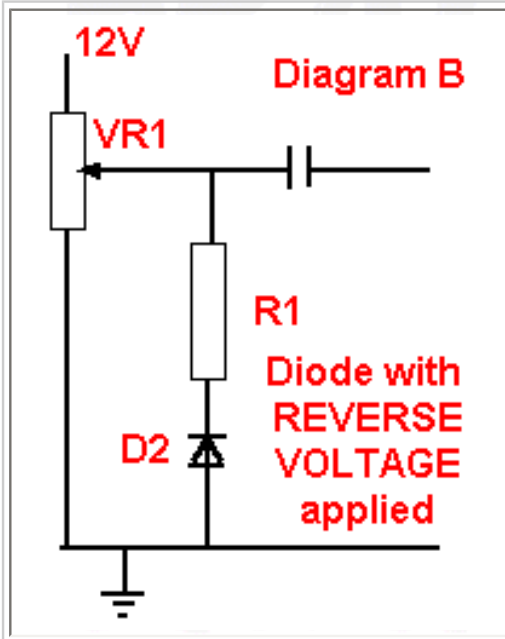 12V
Diagram B
VR1
R1
Diode with
REVERSE
VOLTAGE
applied
D2